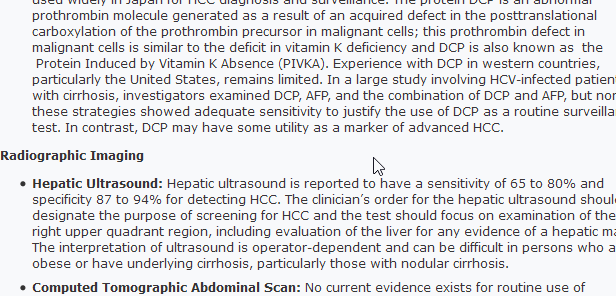 used widely in Japan for HCC diagnosis and surveillance. The protein DCP is an abnormal
prothrombin molecule generated as a result of an acquired defect in the posttranslational
carboxylation of the prothrombin precursor in malignant cells; this prothrombin defect in
malignant cells is similar to the deficit in vitamin K deficiency and DCP is also known as the
Protein Induced by Vitamin K Absence (PIVKA). Experience with DCP in western countries,
particularly the United States, remains limited. In a large study involving HCV-infected
with cirrhosis, investigators examined DCP, AFP, and the combination of DCP and AFP, but
these strategies showed adequate sensitivity to justify the use of DCP as a routine
test. In contrast, DCP may have some utility as a marker of advanced HCC.
Radiographic Imaging
• Hepatic Ultrasound: Hepatic ultrasound is reported to have a sensitivity of 65 to 80% and
specificity 87 to 94% for detecting HCC. The clinician's order for the hepatic ultrasound
designate the purpose of screening for HCC and the test should focus on examination of the
right upper quadrant region, including evaluation of the liver for any evidence of a hepatic
The interpretation of ultrasound is operator-dependent and can be difficult in persons who
obese or have underlying cirrhosis, particularly those with nodular cirrhosis.
• Computed Tomographic Abdominal Scan: No current evidence exists for routine use of